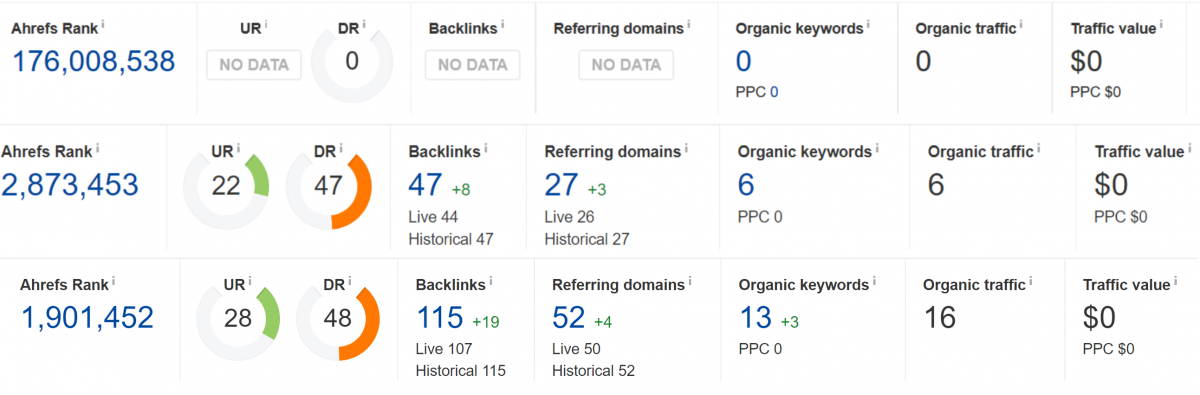 Ahrefs Rank i UR i DR i Backlinks i Referring domains i Organic keywords i Organic traffic i Traffic value i
176,008,538 NO DATA 0 NO DATA NO DATA 0 0 $0
PPC 0 PPC $0
Ahrefs Rank i UR i DR i Backlinks i Referring domains i Organic keywords i Organic traffic i Traffic value i
2,873,453 22 47 47 +8 27 +3 6 6 $0
Live 44 Live 26 PPC 0 PPC $0
Historical 47 Historical 27
Ahrefs Rank i UR i DR i Backlinks i Referring domains i Organic keywords i Organic traffic i Traffic value i
1,901,452 28 48 115 +19 52 +4 13 +3 16 $0
Live 107 Live 50 PPC 0 PPC $0
Historical 115 Historical 52